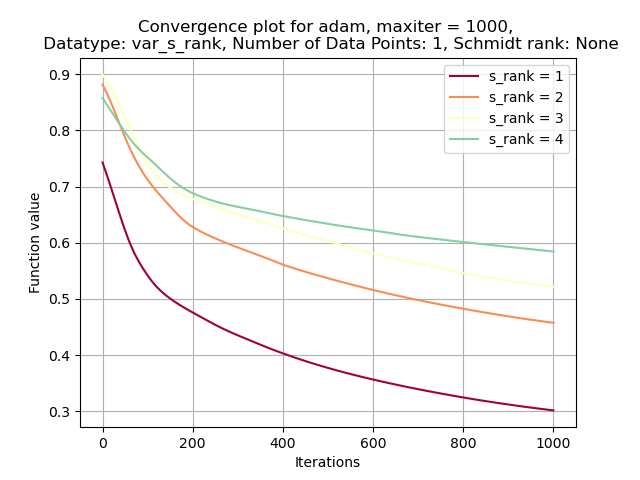 Convergence plot for adam, maxiter = 1000,
Datatype: var_s_rank, Number of Data Points: 1, Schmidt rank: None
s_rank = 1
s_rank = 2
s_rank = 3
s_rank = 4
Function value
0.9
0.8
0.7
0.6
0.5
0.4
0.3
0 200 400 600 800 1000
Iterations